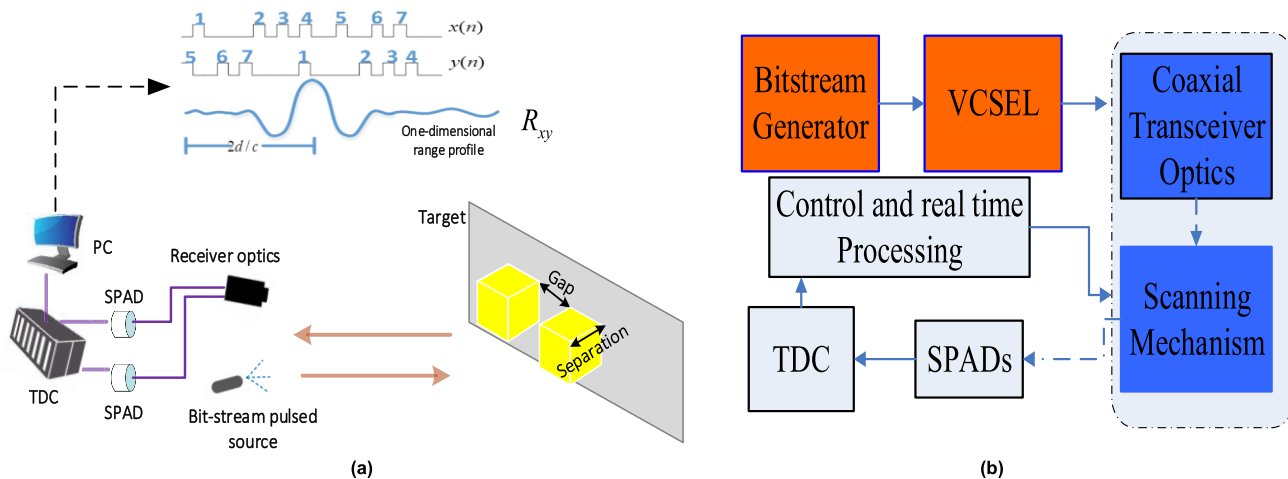 1 2 3 4 5 6 7 x(n)
5 6 7 1 2 3 4 y(n)
R_xy
One-dimensional
range profile
2d/c
PC
Receiver optics
SPAD
TDC
SPAD
Bit-stream pulsed
source
Target
Gap
Separation
(a)
Bitstream
Generator
VCSEL
Coaxial
Transceiver
Optics
Control and real time
Processing
Scanning
Mechanism
TDC
SPADs
(b)